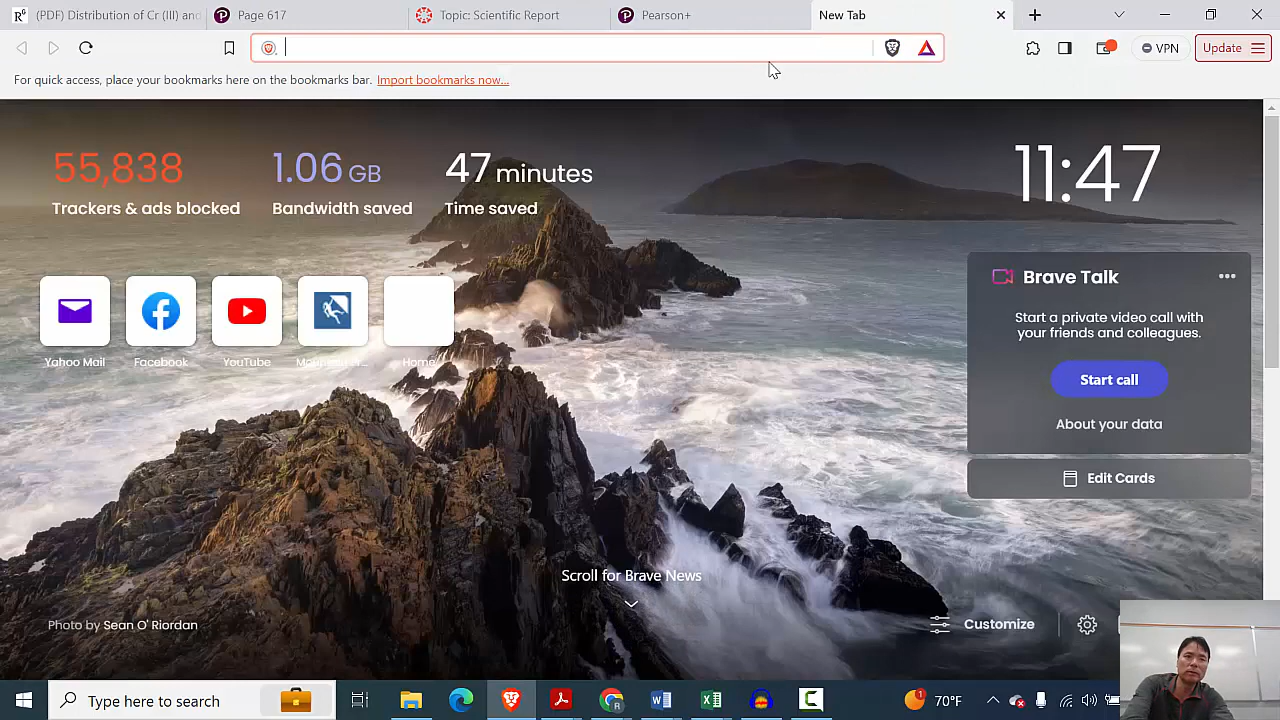 (PDF) Distribution of Cr (III) and
Page 617
Topic: Scientific Report
Pearson+
New Tab
VPN
Update
For quick access, place your bookmarks here on the bookmarks bar. Import bookmarks now...
55,838
Trackers & ads blocked
1.06 GB
Bandwidth saved
47 minutes
Time saved
11:47
Yahoo Mail
Facebook
YouTube
Home
Brave Talk
Start a private video call with
your friends and colleagues.
Start call
About your data
Edit Cards
Scroll for Brave News
Photo by Sean O' Riordan
Customize
Type here to search
1
70°F